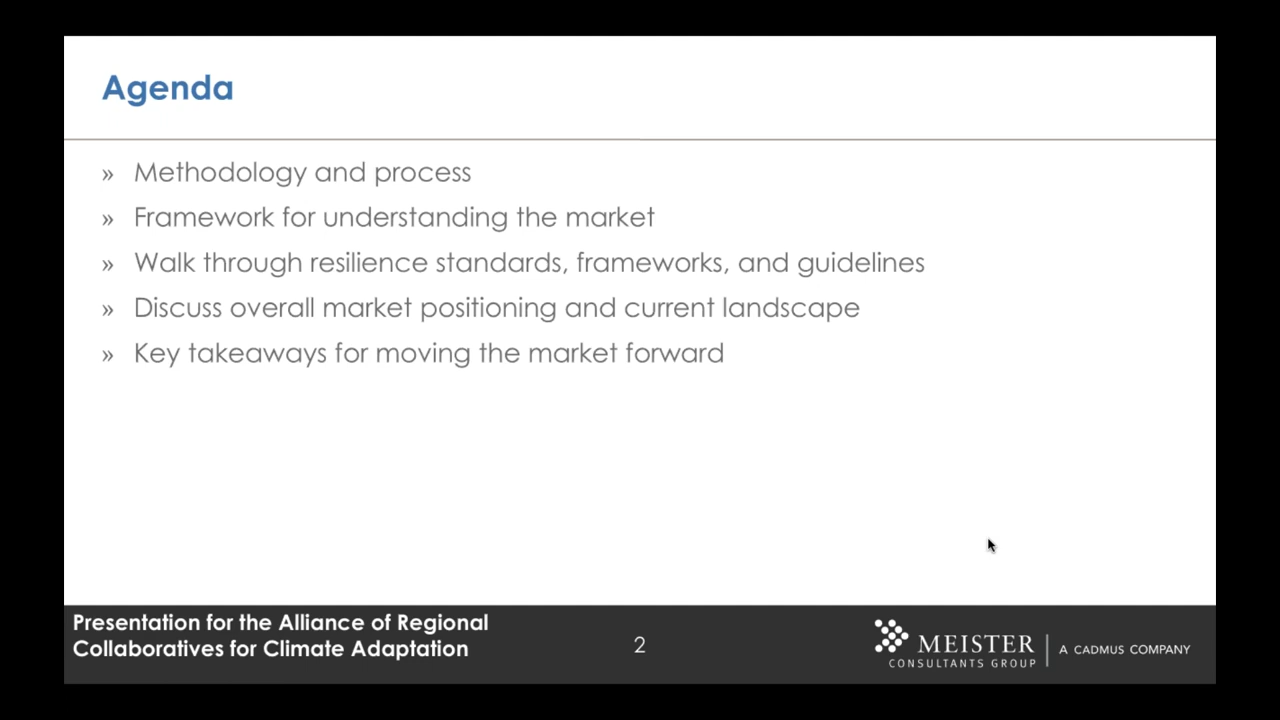 Agenda
» Methodology and process
» Framework for understanding the market
» Walk through resilience standards, frameworks, and guidelines
» Discuss overall market positioning and current landscape
» Key takeaways for moving the market forward
Presentation for the Alliance of Regional
Collaboratives for Climate Adaptation
2
MEISTER
CONSULTANTS GROUP
A CADMUS COMPANY